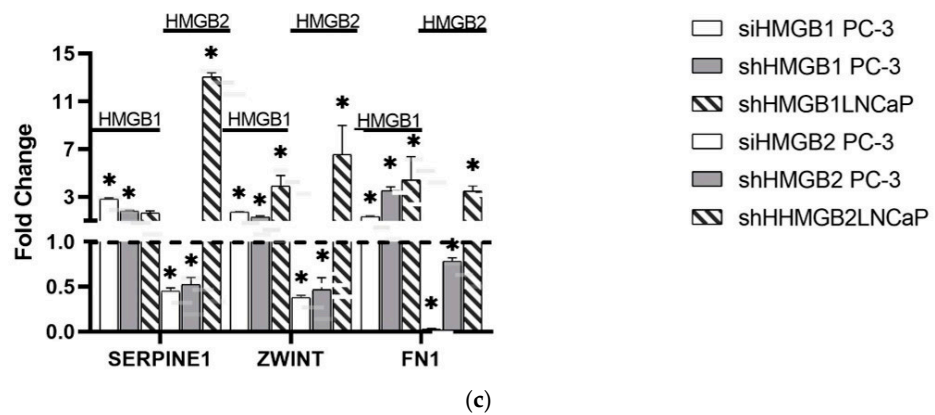 HMGB2 HMGB2 HMGB2
15
* 
11
*
HMGB1 HMGB1 HMGB1
7
* * * *
3
* * * * *
Fold Change
1.0
*
* * * *
0.5
*
0.0
SERPINE1 ZWINT FN1
siHMGB1 PC-3
shHMGB1 PC-3
shHMGB1LNCaP
siHMGB2 PC-3
shHMGB2 PC-3
shHHMGB2LNCaP
(c)